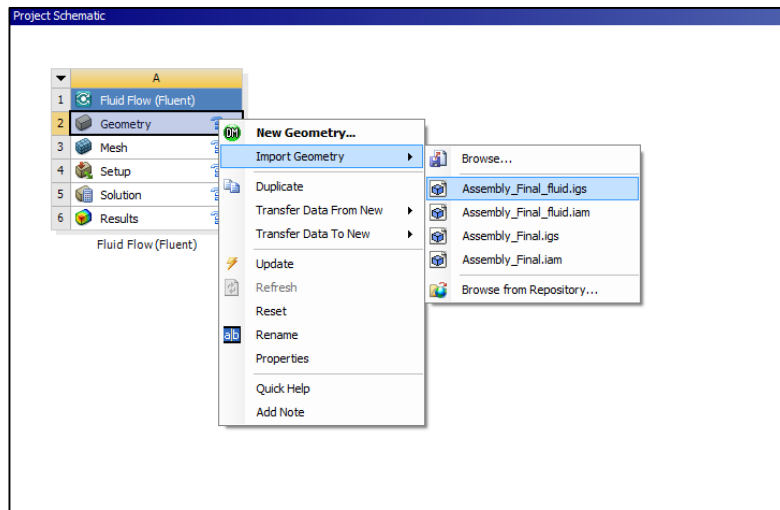 Project Schematic
A
1 Fluid Flow (Fluent)
2 Geometry
3 Mesh
4 Setup
5 Solution
6 Results
Fluid Flow (Fluent)
DM New Geometry...
Import Geometry
Duplicate
Transfer Data From New
Transfer Data To New
Update
Refresh
Reset
ab Rename
Properties
Quick Help
Add Note
Browse...
Assembly_Final_fluid.igs
Assembly_Final_fluid.iam
Assembly_Final.igs
Assembly_Final.iam
Browse from Repository...